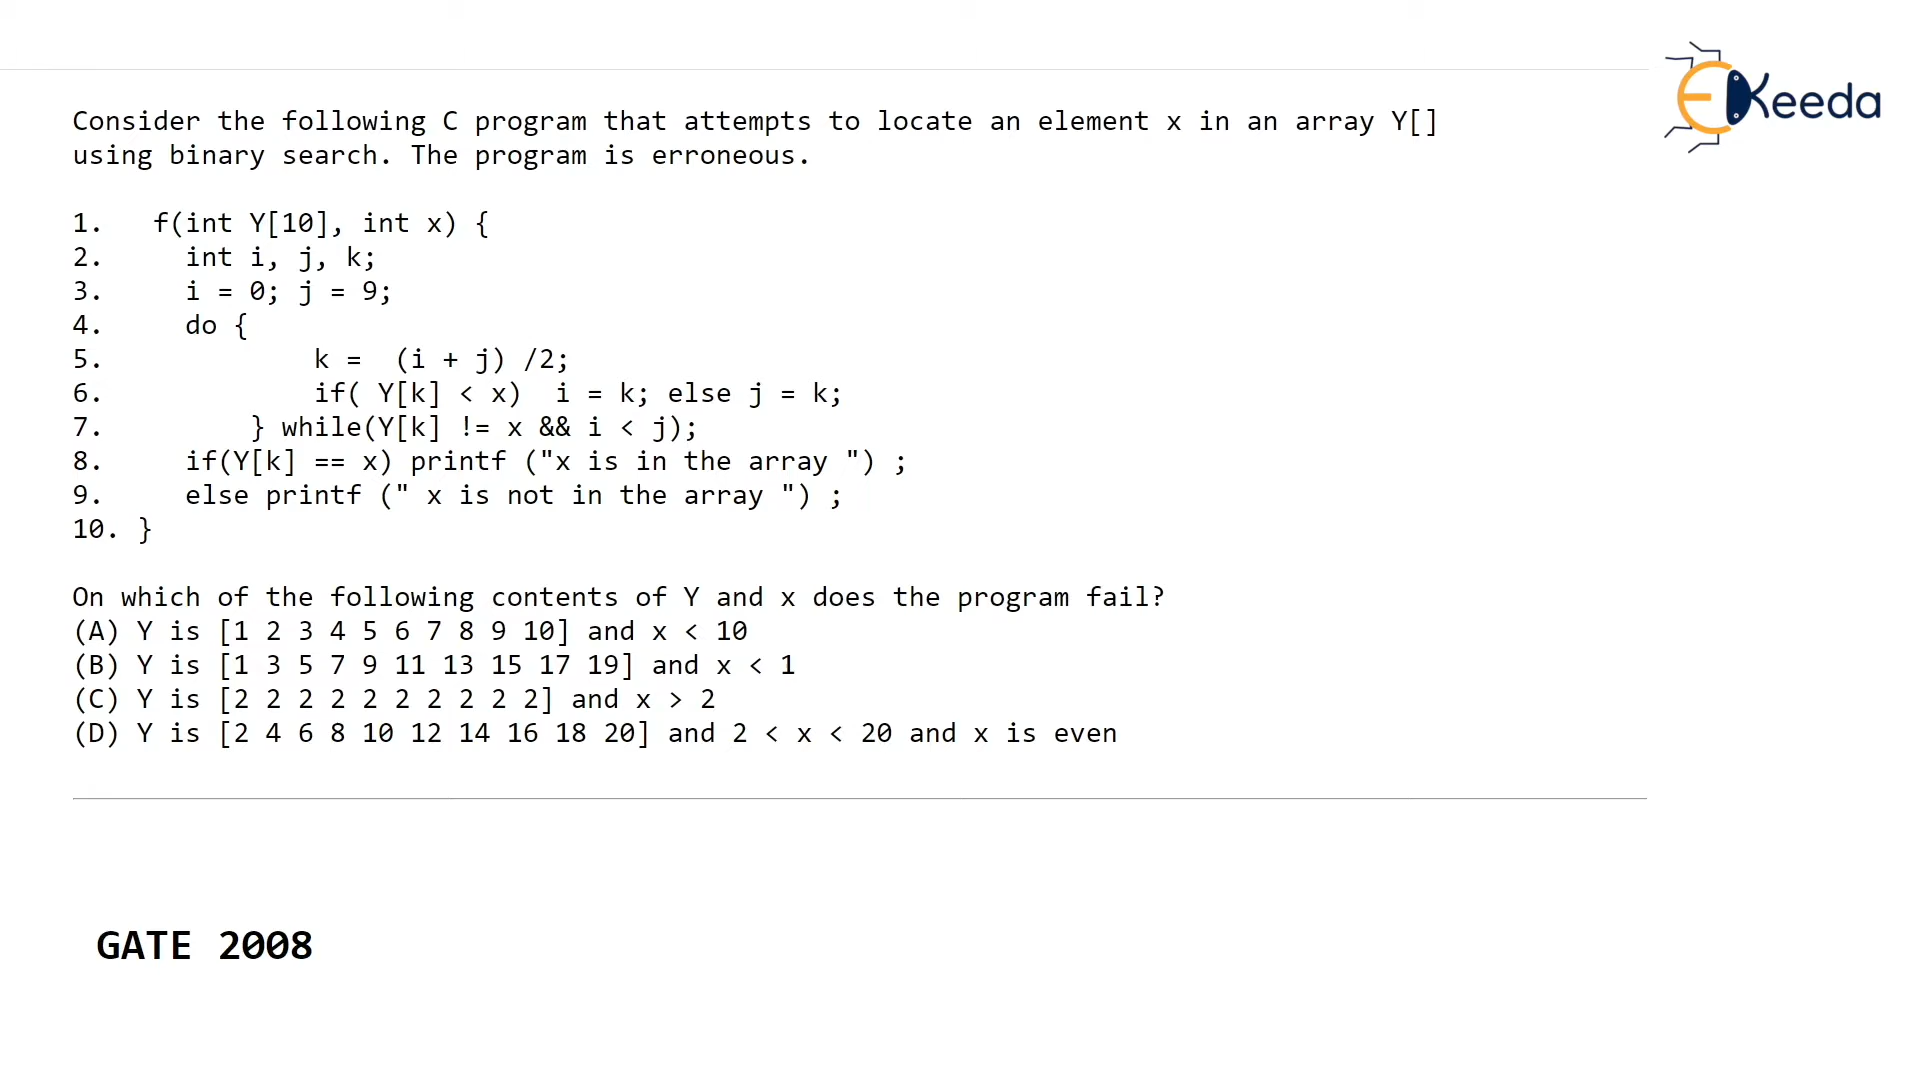 EKeeda
Consider the following C program that attempts to locate an element x in an array Y[]
using binary search. The program is erroneous.
1. f(int Y[10], int x) {
2. int i, j, k;
3. i = 0; j = 9;
4. do {
5. k = (i + j) /2;
6. if( Y[k] < x) i = k; else j = k;
7. } while(Y[k] != x && i < j);
8. if(Y[k] == x) printf ("x is in the array ") ;
9. else printf (" x is not in the array ") ;
10. }
On which of the following contents of Y and x does the program fail?
(A) Y is [1 2 3 4 5 6 7 8 9 10] and x < 10
(B) Y is [1 3 5 7 9 11 13 15 17 19] and x < 1
(C) Y is [2 2 2 2 2 2 2 2 2 2] and x > 2
(D) Y is [2 4 6 8 10 12 14 16 18 20] and 2 < x < 20 and x is even
GATE 2008